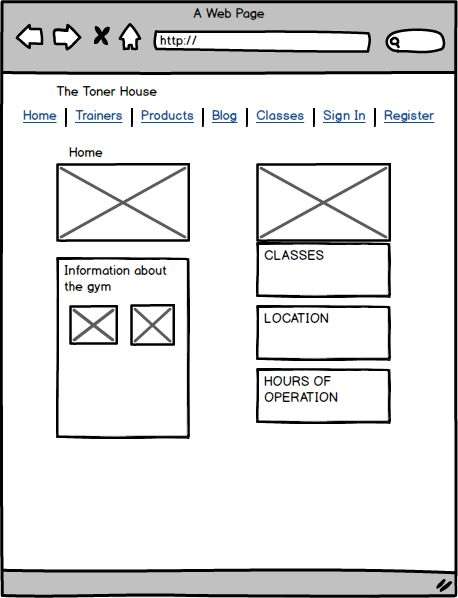 A Web Page
http://
The Toner House
Home | Trainers | Products | Blog | Classes | Sign In | Register
Home
Information about
the gym
CLASSES
LOCATION
HOURS OF
OPERATION